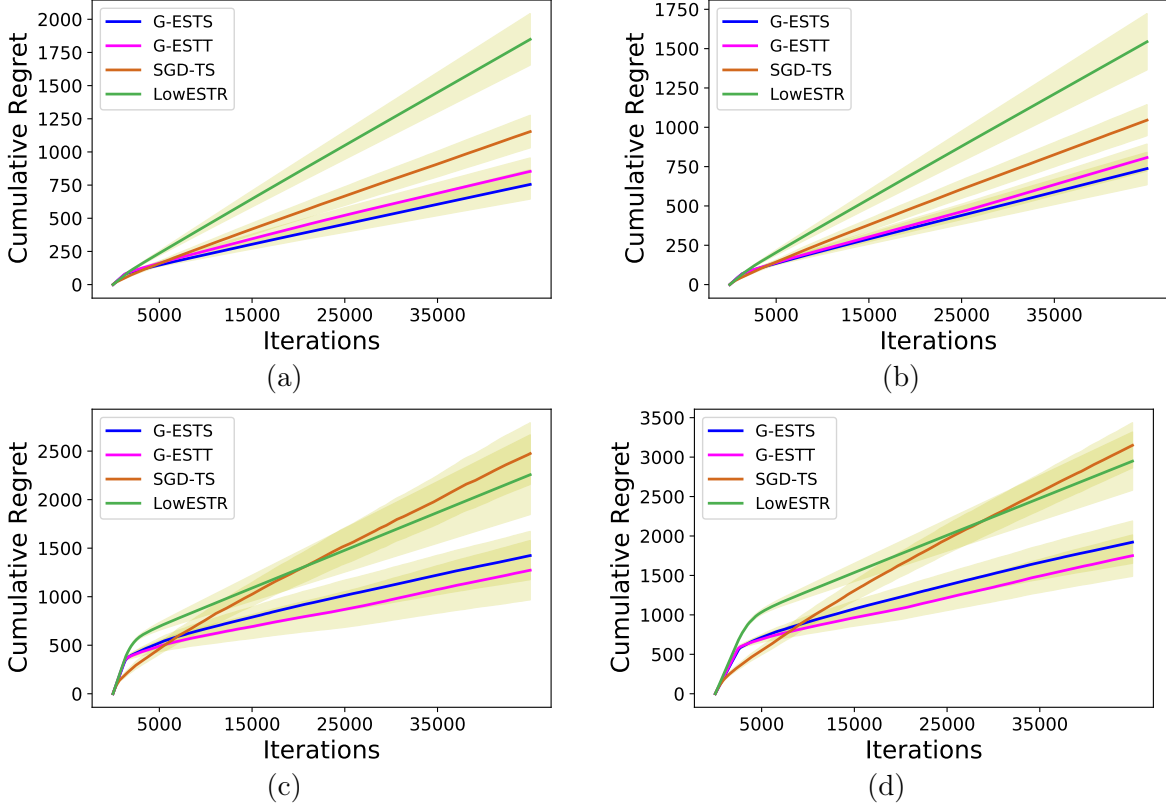 Cumulative Regret
2000
1750
1500
1250
1000
750
500
250
0
G-ESTS
G-ESTT
SGD-TS
LowESTR
5000
15000
25000
35000
Iterations
(a)
Cumulative Regret
1750
1500
1250
1000
750
500
250
0
G-ESTS
G-ESTT
SGD-TS
LowESTR
5000
15000
25000
35000
Iterations
(b)
Cumulative Regret
2500
2000
1500
1000
500
0
G-ESTS
G-ESTT
SGD-TS
LowESTR
5000
15000
25000
35000
Iterations
(c)
Cumulative Regret
3500
3000
2500
2000
1500
1000
500
0
G-ESTS
G-ESTT
SGD-TS
LowESTR
5000
15000
25000
35000
Iterations
(d)